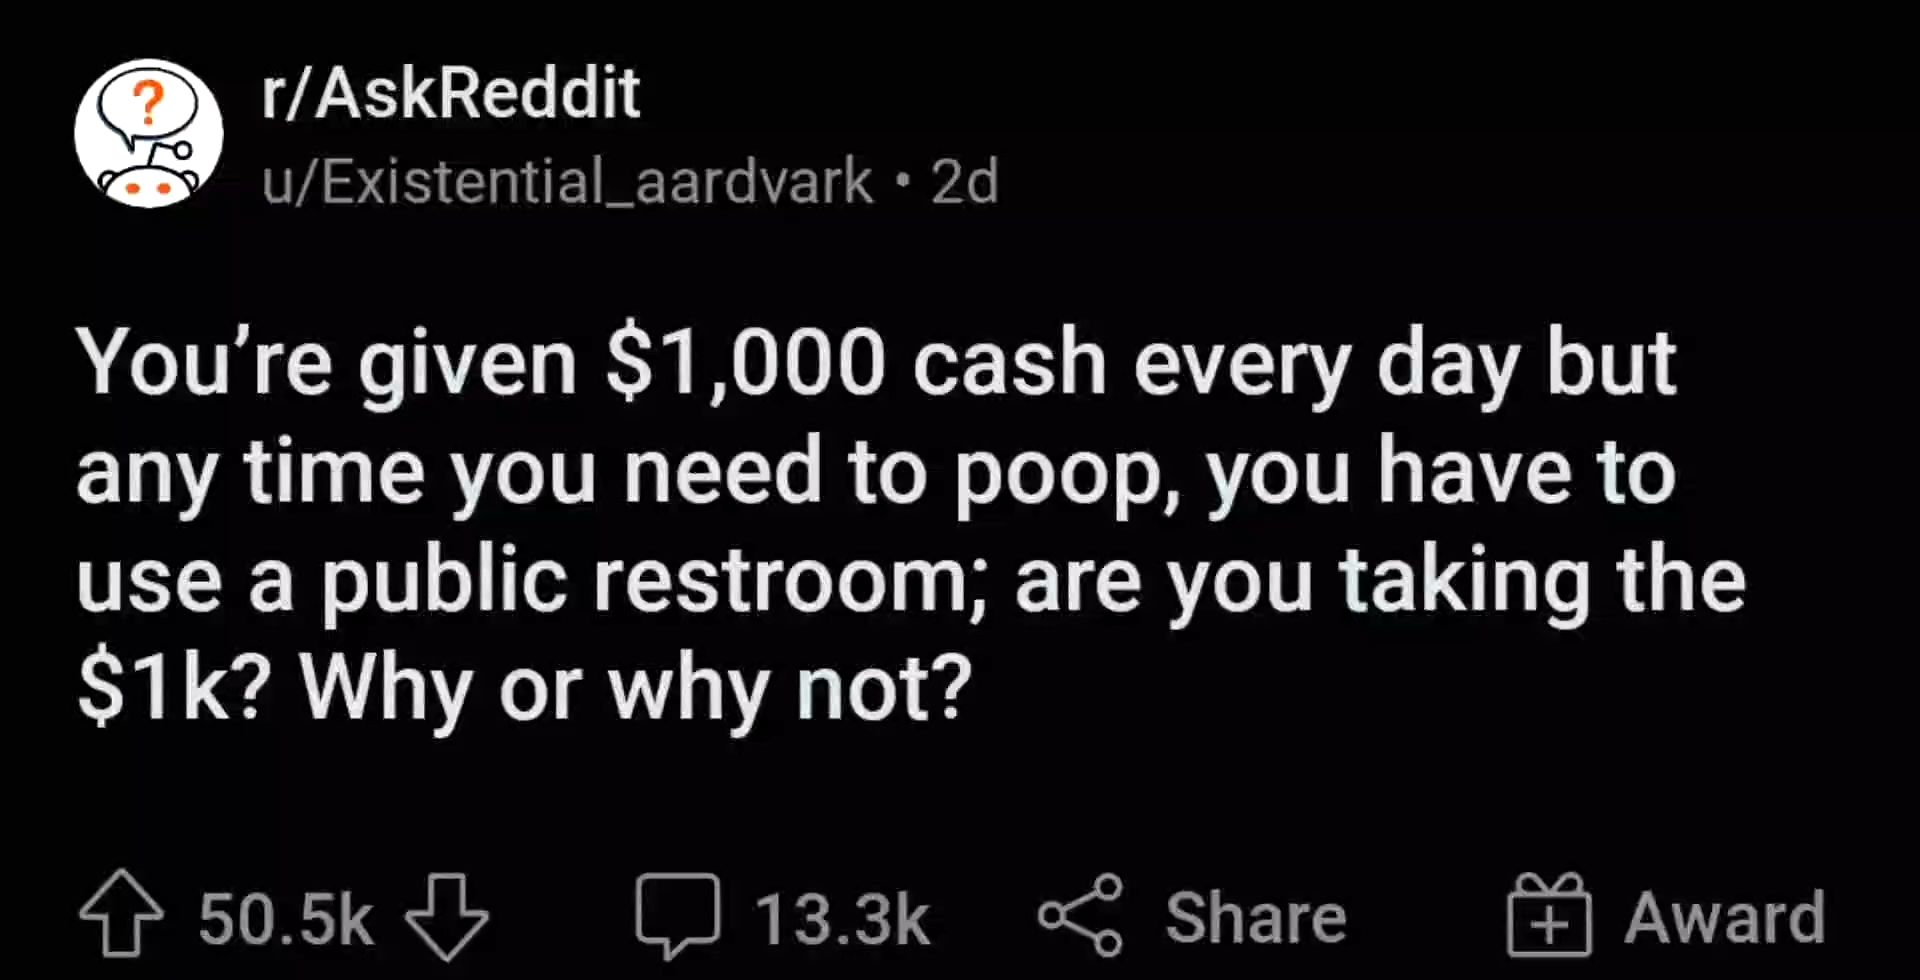 ?
r/AskReddit
u/Existential_aardvark • 2d
You’re given $1,000 cash every day but
any time you need to poop, you have to
use a public restroom; are you taking the
$1k? Why or why not?
50.5k 13.3k Share Award